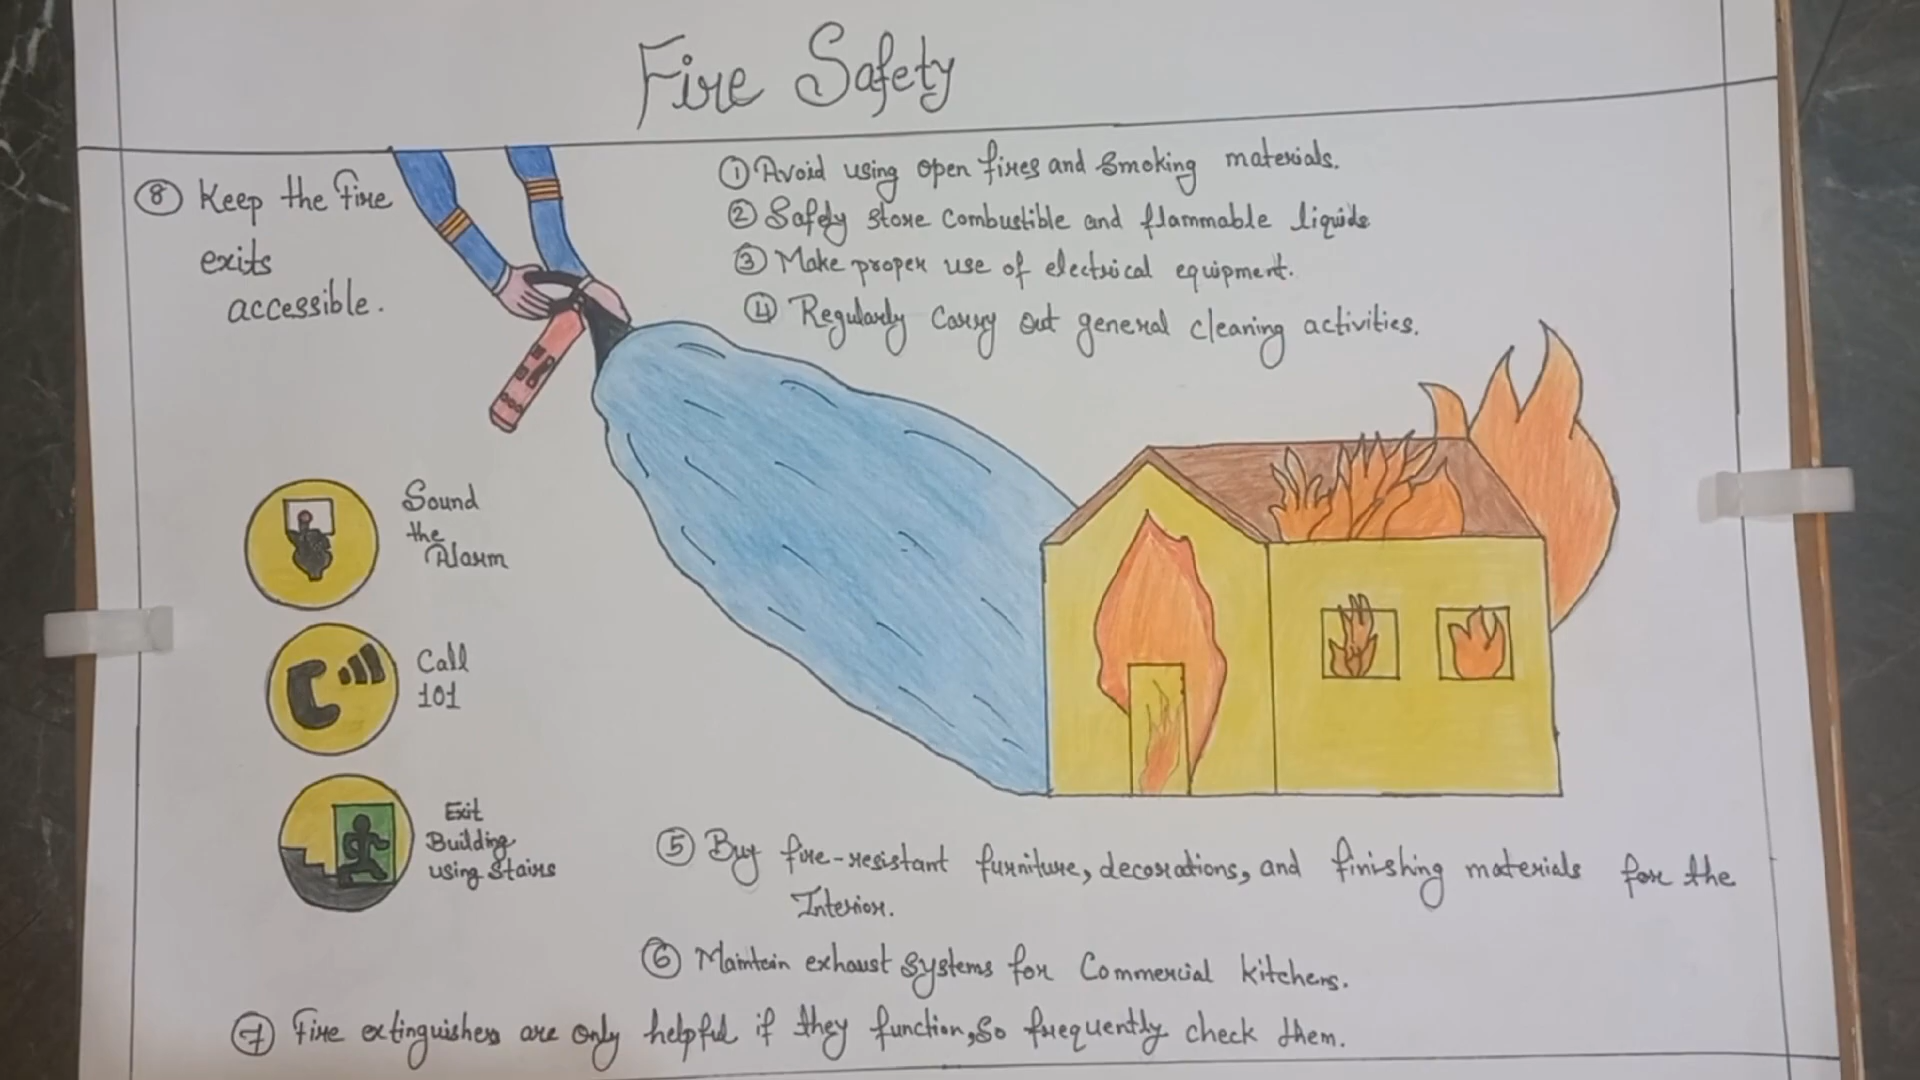 Fire Safety
① Avoid using open fires and smoking materials.
② Safely store combustible and flammable liquids
③ Make proper use of electrical equipment.
④ Regularly Carry out general cleaning activities.
⑧ Keep the fire
exits
accessible.
Sound
the
Alarm
Call
101
Exit
Building
using Stairs
⑤ Buy fire-resistant furniture, decorations, and finishing materials for the
Interior.
⑥ Maintain exhaust systems for Commercial kitchens.
⑦ Fire extinguishers are only helpful if they function, So frequently check them.